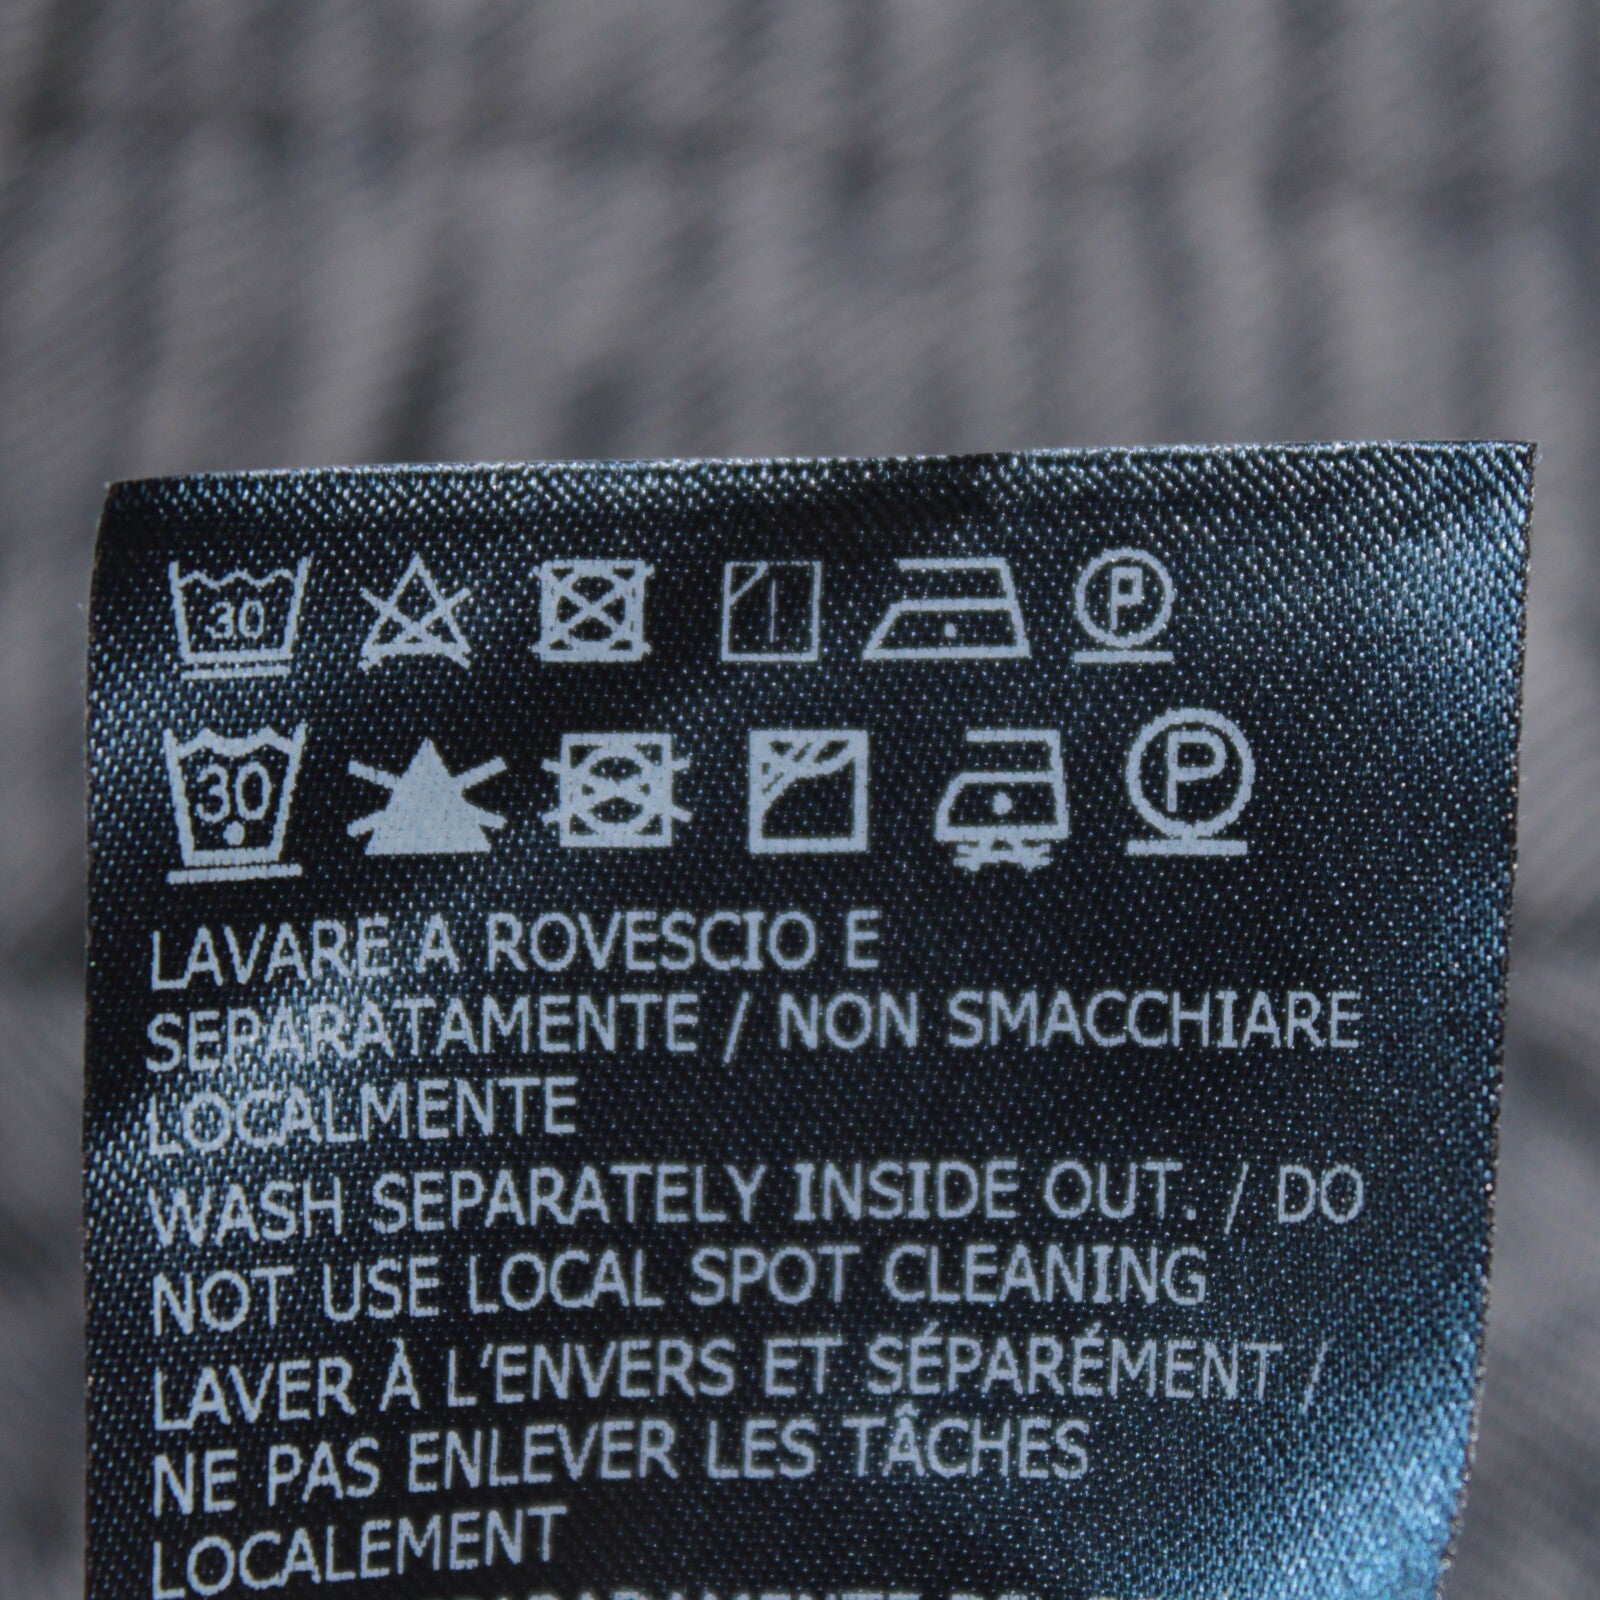 30 P
30 P
LAVARE A ROVESCIO E
SEPARATAMENTE / NON SMACCHIARE
LOCALMENTE
WASH SEPARATELY INSIDE OUT. / DO
NOT USE LOCAL SPOT CLEANING
LAVER À L'ENVERS ET SÉPARÉMENT /
NE PAS ENLEVER LES TÂCHES
LOCALEMENT